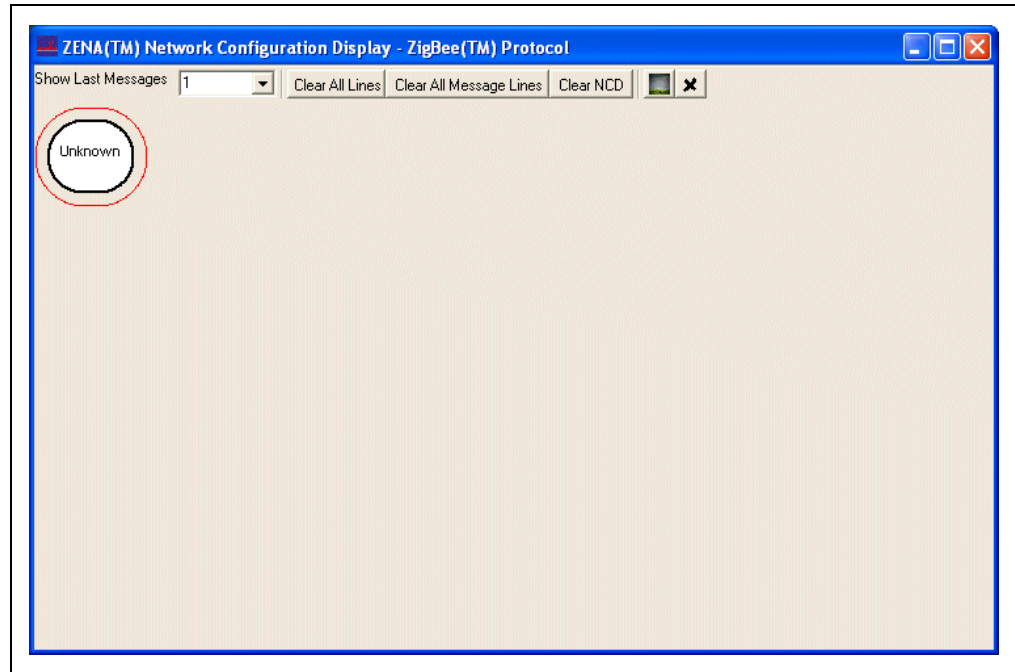 ZENA(TM) Network Configuration Display - ZigBee(TM) Protocol
Show Last Messages 1 Clear All Lines Clear All Message Lines Clear NCD
Unknown